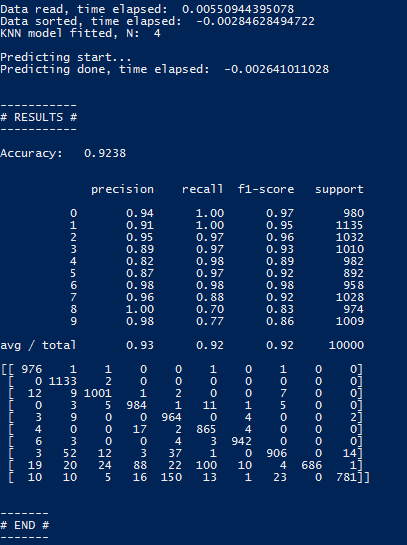 Data read, time elapsed:  0.00550944395078
Data sorted, time elapsed:  -0.00284628494722
KNN model fitted, N:  4
Predicting start...
Predicting done, time elapsed:  -0.002641011028
-----------
# RESULTS #
-----------
Accuracy:   0.9238
precision    recall  f1-score   support
0       0.94      1.00      0.97       980
1       0.91      1.00      0.95      1135
2       0.95      0.97      0.96      1032
3       0.89      0.97      0.93      1010
4       0.82      0.98      0.89       982
5       0.87      0.97      0.92       892
6       0.98      0.98      0.98       958
7       0.96      0.88      0.92      1028
8       1.00      0.70      0.83       974
9       0.98      0.77      0.86      1009
avg / total       0.93      0.92      0.92     10000
[[ 976    1    1    0    0    1    0    1    0    0]
[   0 1133    2    0    0    0    0    0    0    0]
[  12    9 1001    1    2    0    0    7    0    0]
[   0    3    5  984    1   11    1    5    0    0]
[   3    9    0    0  964    0    4    0    0    2]
[   4    0    0   17    2  865    4    0    0    0]
[   6    3    0    0    4    3  942    0    0    0]
[   3   52   12    3   37    1    0  906    0   14]
[  19   20   24   88   22  100   10    4  686    1]
[  10   10    5   16  150   13    1   23    0  781]]
-------
# END #
-------